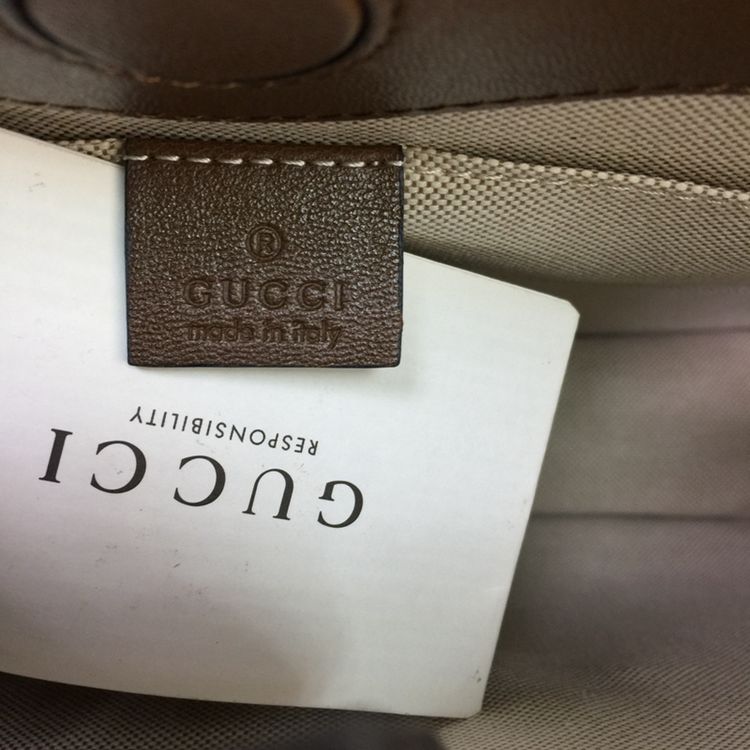 ®
GUCCI
made in italy
GUCCI
RESPONSIBILITY